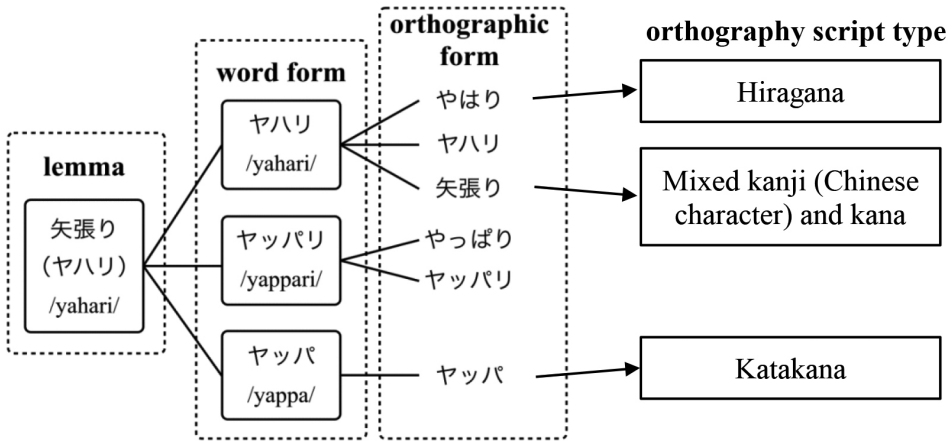 lemma
矢張り
（ヤハリ）
/yahari/
word form
ヤハリ
/yahari/
ヤッパリ
/yappari/
ヤッパ
/yappa/
orthographic
form
やはり
ヤハリ
矢張り
やっぱり
ヤッパリ
ヤッパ
orthography script type
Hiragana
Mixed kanji (Chinese
character) and kana
Katakana